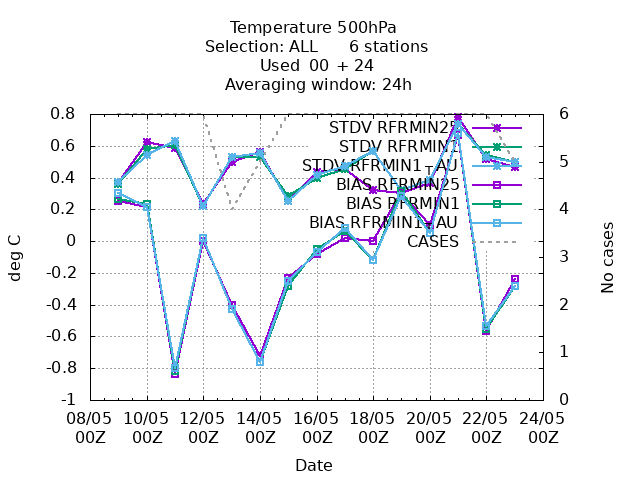 Temperature 500hPa
Selection: ALL 6 stations
Used 00 + 24
Averaging window: 24h
0.8
0.6
0.4
0.2
0
-0.2
-0.4
-0.6
-0.8
-1
deg C
6
5
4
3
2
1
0
No cases
STDV RFRMIN25
STDV RFRMIN1
STDV RFRMIN1_AU
BIAS RFRMIN25
BIAS RFRMIN1
BIAS RFRMIN1_AU
CASES
08/05 10/05 12/05 14/05 16/05 18/05 20/05 22/05 24/05
00Z 00Z 00Z 00Z 00Z 00Z 00Z 00Z 00Z
Date